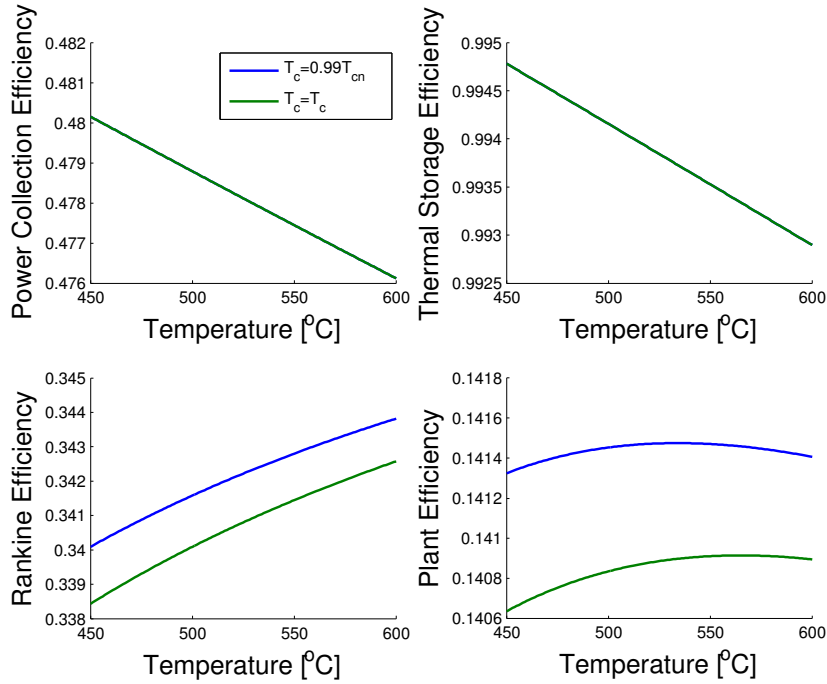 Power Collection Efficiency
0.482
0.481
0.48
0.479
0.478
0.477
0.476
450 500 550 600
Temperature [°C]
T_c=0.99T_cn
T_c=T_c
Thermal Storage Efficiency
0.995
0.9945
0.994
0.9935
0.993
0.9925
450 500 550 600
Temperature [°C]
Rankine Efficiency
0.345
0.344
0.343
0.342
0.341
0.34
0.339
0.338
450 500 550 600
Temperature [°C]
Plant Efficiency
0.1418
0.1416
0.1414
0.1412
0.141
0.1408
0.1406
450 500 550 600
Temperature [°C]